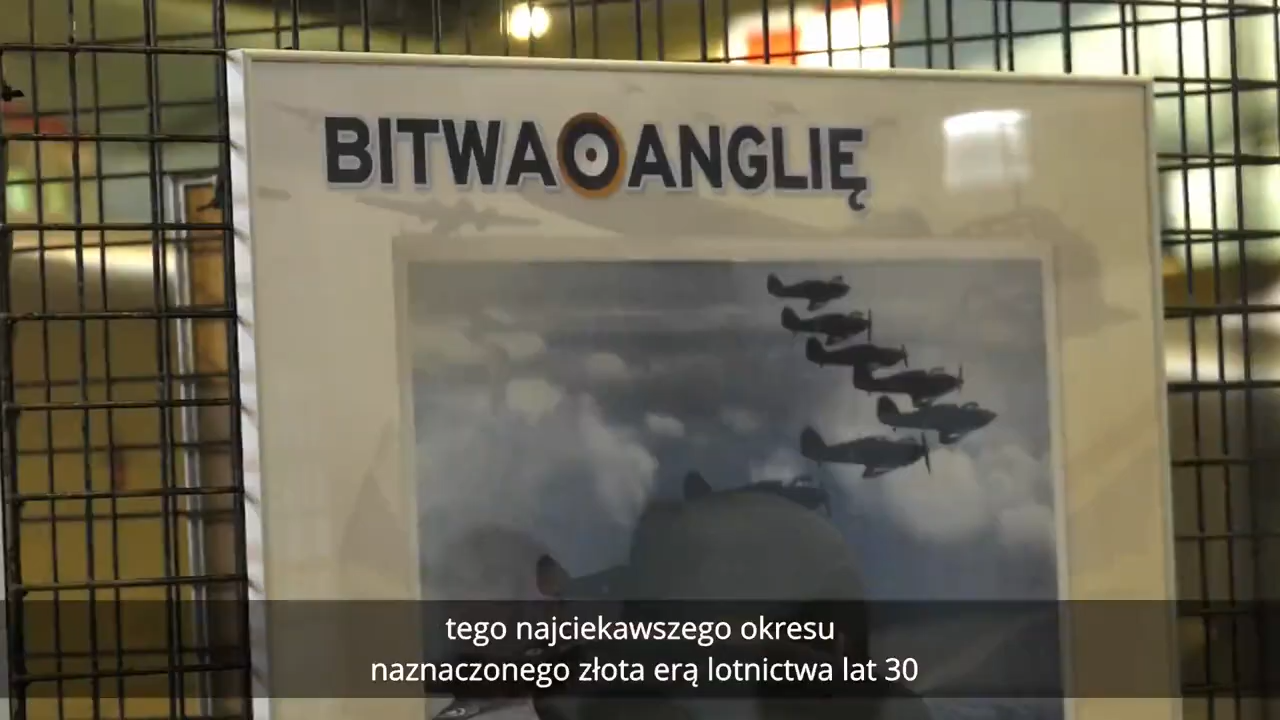 BITWA O ANGLIĘ
tego najciekawszego okresu
naznaczonego złota erą lotnictwa lat 30